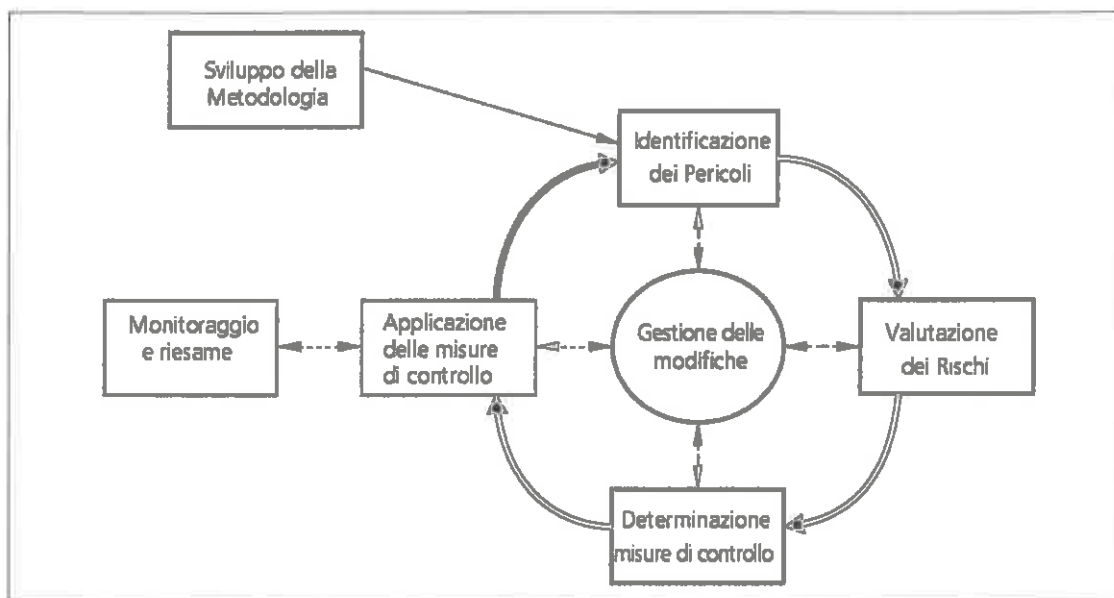 Sviluppo della
Metodologia
Identificazione
dei Pericoli
Monitoraggio
e riesame
Applicazione
delle misure
di controllo
Gestione delle
modifiche
Valutazione
dei Rischi
Determinazione
misure di controllo